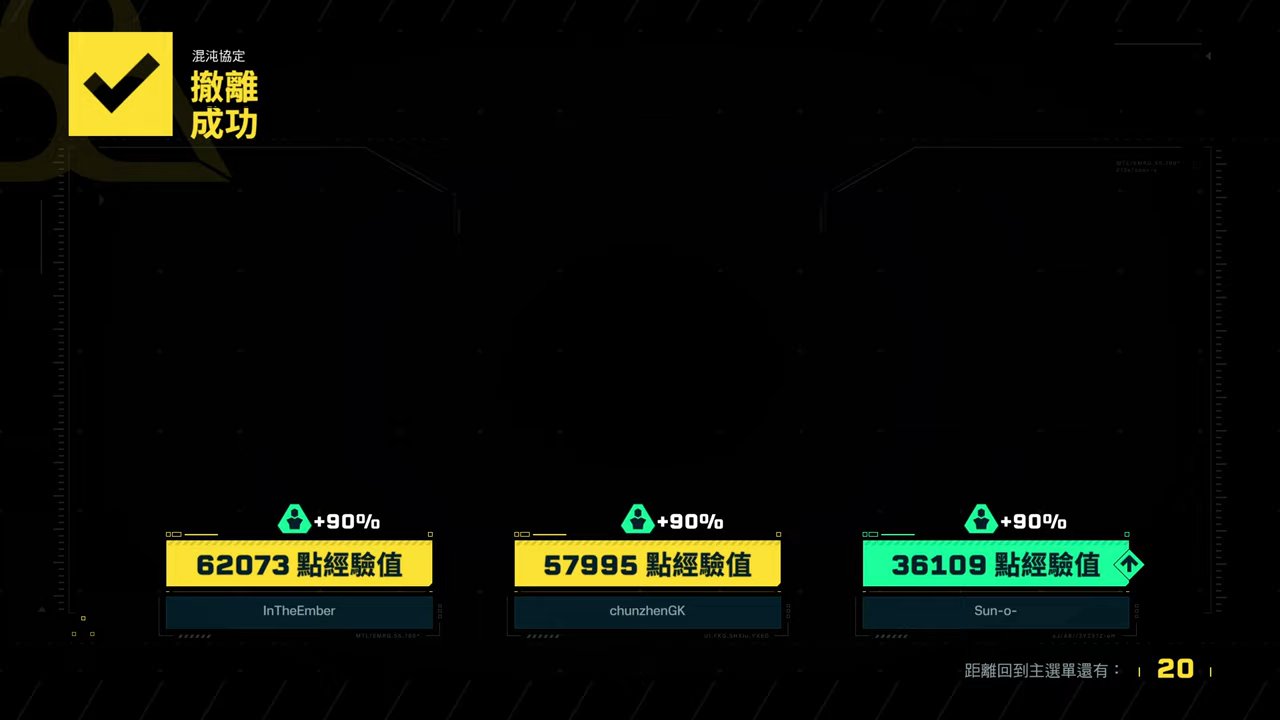 混沌協定
撤離
成功
+90%
+90%
+90%
62073 點經驗值
57995 點經驗值
36109 點經驗值
InTheEmber
chunzhenGK
Sun-o-
距離回到主選單還有：
20